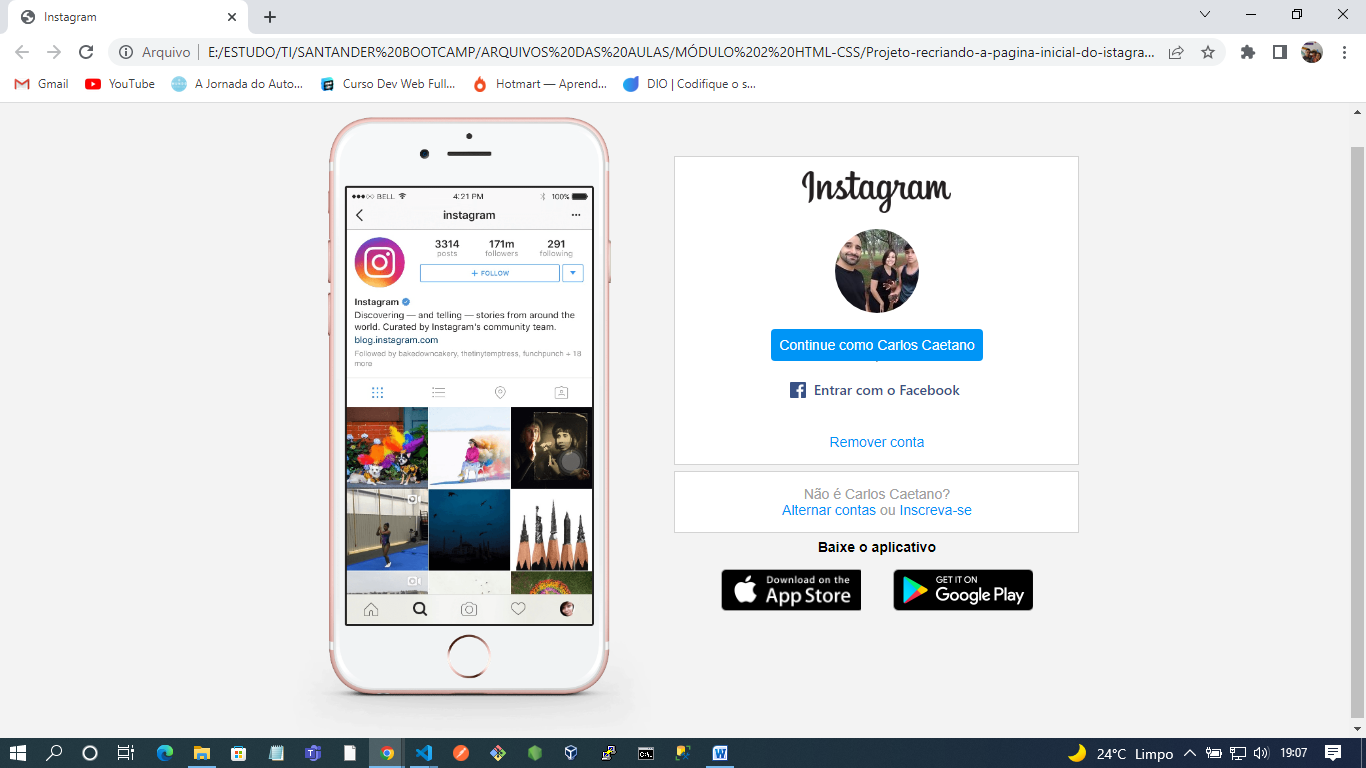 Instagram
Arquivo | E:/ESTUDO/TI/SANTANDER%20BOOTCAMP/ARQUIVOS%20DAS%20AULAS/MÓDULO%202%20HTML-CSS/Projeto-recriando-a-pagina-inicial-do-istagra...
Gmail YouTube A Jornada do Auto... Curso Dev Web Full... Hotmart — Aprend... DIO | Codifique o s...
BELL 4:21 PM 100%
instagram
3314 171m 291
posts followers following
+ FOLLOW
Instagram
Discovering — and telling — stories from around the
world. Curated by Instagram's community team.
blog.instagram.com
Followed by bakedowncakery, thetinytemptress, funchpunch + 18
more
Instagram
Continue como Carlos Caetano
Entrar com o Facebook
Remover conta
Não é Carlos Caetano?
Alternar contas ou Inscreva-se
Baixe o aplicativo
Download on the
App Store
GET IT ON
Google Play
24°C Limpo 19:07